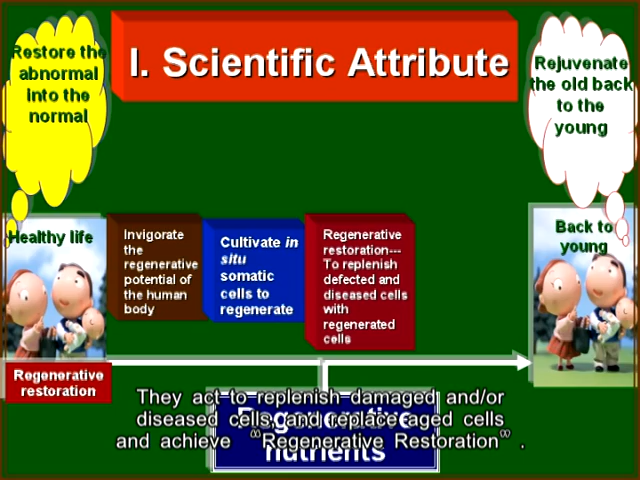 I. Scientific Attribute
Restore the
abnormal
into the
normal
Rejuvenate
the old back
to the
young
Healthy life
Invigorate
the
regenerative
potential of
the human
body
Cultivate in
situ
somatic
cells to
regenerate
Regenerative
restoration---
To replenish
defected and
diseased cells
with
regenerated
cells
Back to
young
Regenerative
restoration
Regenerative
nutrients
They act to replenish damaged and/or
diseased cells, and replace aged cells
and achieve “Regenerative Restoration”.